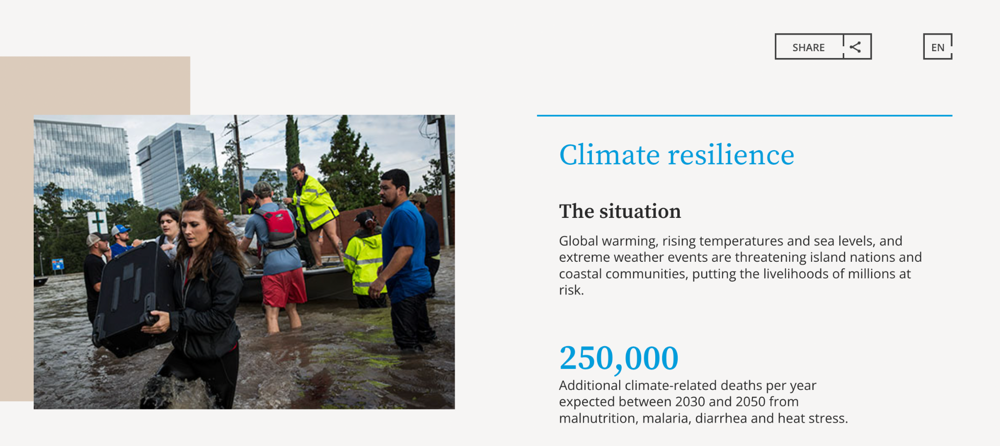 SHARE
EN
Climate resilience
The situation
Global warming, rising temperatures and sea levels, and
extreme weather events are threatening island nations and
coastal communities, putting the livelihoods of millions at
risk.
250,000
Additional climate-related deaths per year
expected between 2030 and 2050 from
malnutrition, malaria, diarrhea and heat stress.